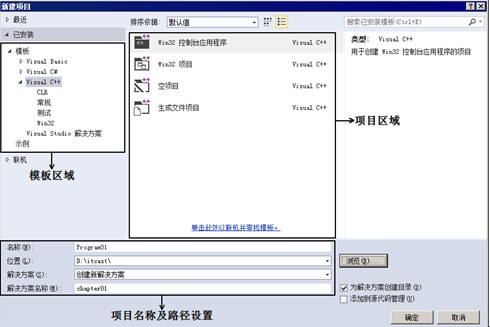 新建项目
最近
已安装
排序依据: 默认值
搜索已安装模板(Ctrl+E)
模板
Visual Basic
Visual C#
Visual C++
CLR
常规
测试
Win32
Visual Studio 解决方案
示例
联机
模板区域
Win32 控制台应用程序 Visual C++
Win32 项目 Visual C++
空项目 Visual C++
生成文件项目 Visual C++
单击此处以联机并查找模板。
类型: Visual C++
用于创建 Win32 控制台应用程序的项目
项目区域
名称(N): Program01
位置(L): D:\itcast\
浏览(B)...
解决方案(S): 创建新解决方案
解决方案名称(M): chapter01
为解决方案创建目录(D)
添加到源代码管理(U)
项目名称及路径设置
确定
取消